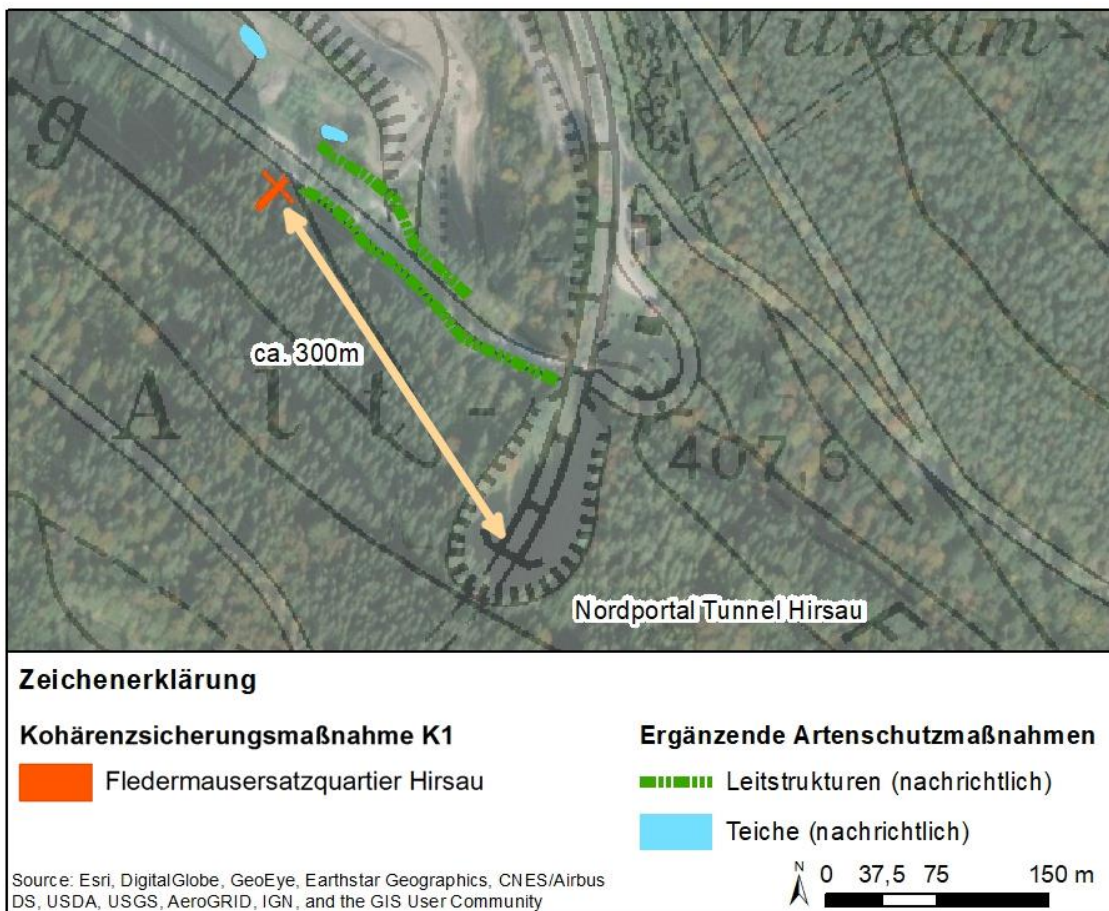 Wilhelm-
g
ca. 300m
A l t -
407,6
Nordportal Tunnel Hirsau
Zeichenerklärung
Kohärenzsicherungsmaßnahme K1
Fledermausersatzquartier Hirsau
Ergänzende Artenschutzmaßnahmen
Leitstrukturen (nachrichtlich)
Teiche (nachrichtlich)
Source: Esri, DigitalGlobe, GeoEye, Earthstar Geographics, CNES/Airbus
DS, USDA, USGS, AeroGRID, IGN, and the GIS User Community
N
0 37,5 75 150 m